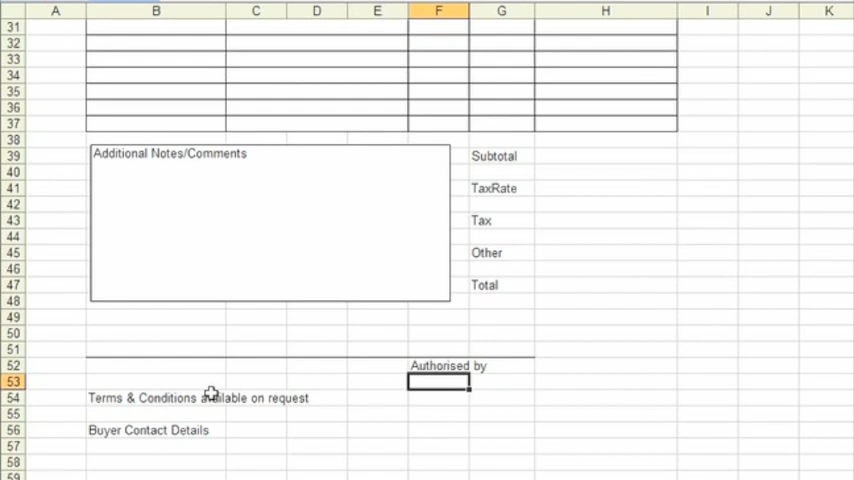 A B C D E F G H I J K
31
32
33
34
35
36
37
38
39 Additional Notes/Comments Subtotal
40
41 TaxRate
42
43 Tax
44
45 Other
46
47 Total
48
49
50
51
52 Authorised by
53
54 Terms & Conditions available on request
55
56 Buyer Contact Details
57
58
59